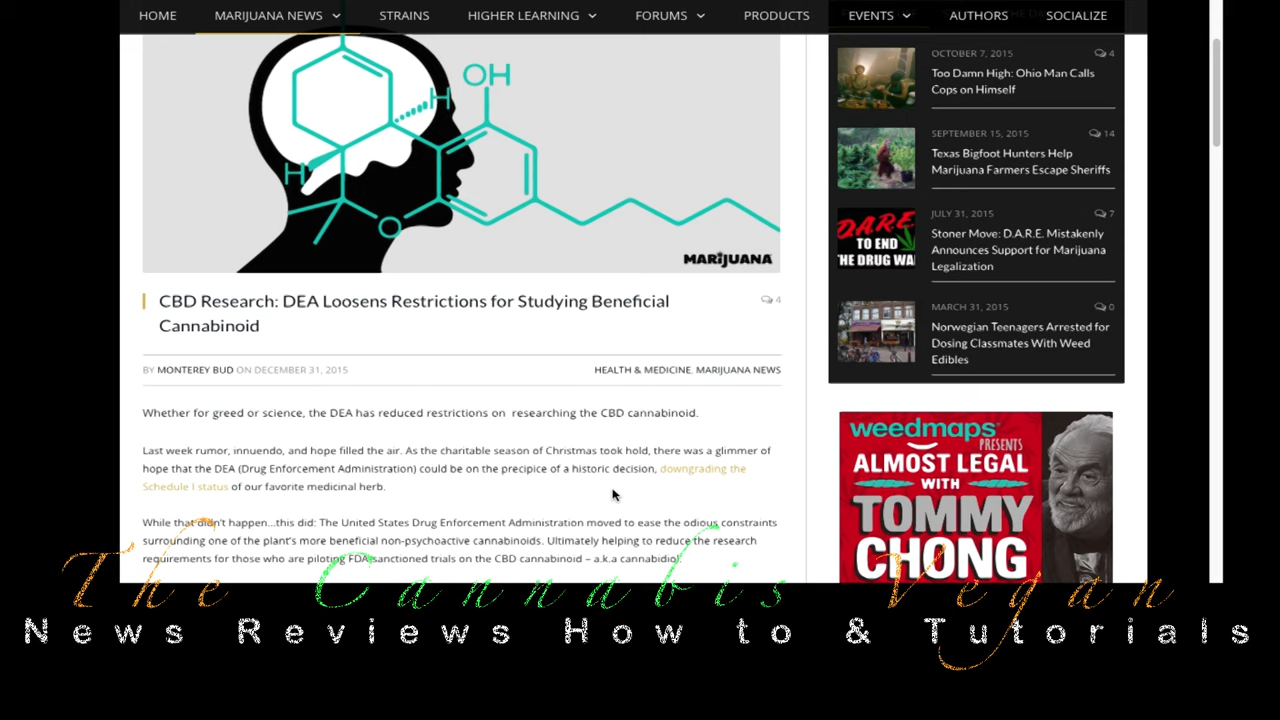 HOME MARIJUANA NEWS STRAINS HIGHER LEARNING FORUMS PRODUCTS EVENTS AUTHORS SOCIALIZE
OH
H
H
O
MARIJUANA
CBD Research: DEA Loosens Restrictions for Studying Beneficial
Cannabinoid
4
BY MONTEREY BUD ON DECEMBER 31, 2015
HEALTH & MEDICINE, MARIJUANA NEWS
Whether for greed or science, the DEA has reduced restrictions on researching the CBD cannabinoid.
Last week rumor, innuendo, and hope filled the air. As the charitable season of Christmas took hold, there was a glimmer of
hope that the DEA (Drug Enforcement Administration) could be on the precipice of a historic decision, downgrading the
Schedule I status of our favorite medicinal herb.
While that didn't happen...this did: The United States Drug Enforcement Administration moved to ease the odious constraints
surrounding one of the plant's more beneficial non-psychoactive cannabinoids. Ultimately helping to reduce the research
requirements for those who are piloting FDA sanctioned trials on the CBD cannabinoid – a.k.a cannabidiol.
OCTOBER 7, 2015 4
Too Damn High: Ohio Man Calls
Cops on Himself
SEPTEMBER 15, 2015 14
Texas Bigfoot Hunters Help
Marijuana Farmers Escape Sheriffs
DARE
TO END
THE DRUG WA
JULY 31, 2015 7
Stoner Move: D.A.R.E. Mistakenly
Announces Support for Marijuana
Legalization
MARCH 31, 2015 0
Norwegian Teenagers Arrested for
Dosing Classmates With Weed
Edibles
weedmaps
PRESENTS
ALMOST LEGAL
WITH
TOMMY
CHONG
The Cannabis Vegan
News Reviews How to & Tutorials